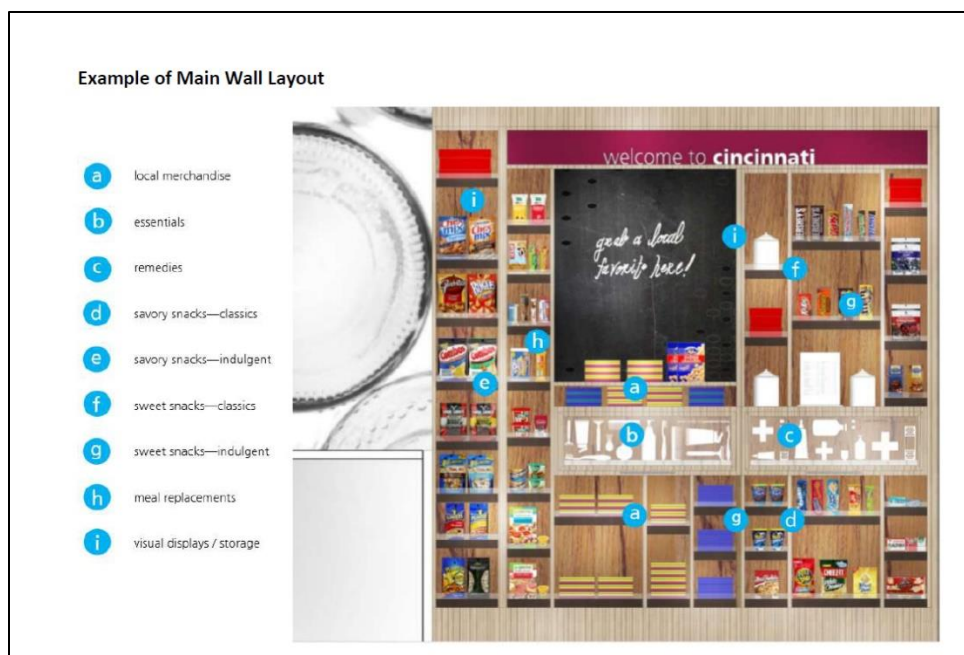 Example of Main Wall Layout
a local merchandise
b essentials
c remedies
d savory snacks—classics
e savory snacks—indulgent
f sweet snacks—classics
g sweet snacks—indulgent
h meal replacements
i visual displays / storage
welcome to cincinnati
grab a local
favorite here!
i
i
f
g
h
e
a
b
c
a
g
d